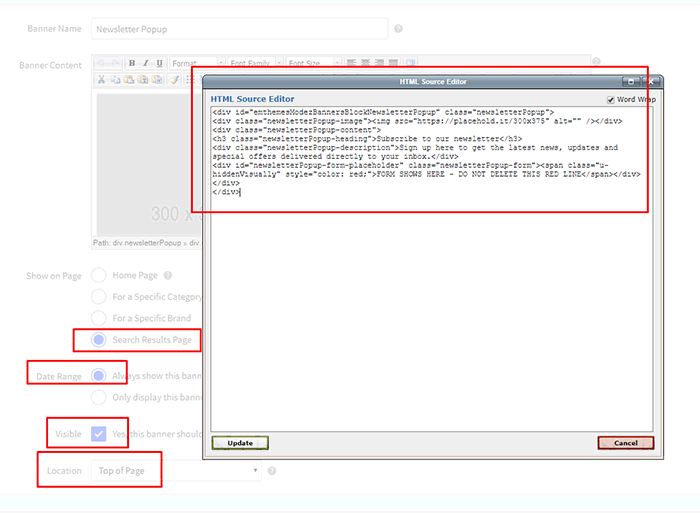 Banner Name
Newsletter Popup
Banner Content
B I U Format Font Family Font Size
300 x 3
Path: div.newsletterPopup » div.
HTML Source Editor
HTML Source Editor
Word Wrap
<div id="emthemesModezBannersBlockNewsletterPopup" class="newsletterPopup">
<div class="newsletterPopup-image"><img src="https://placehold.it/300x375" alt="" /></div>
<div class="newsletterPopup-content">
<h3 class="newsletterPopup-heading">Subscribe to our newsletter</h3>
<div class="newsletterPopup-description">Sign up here to get the latest news, updates and
special offers delivered directly to your inbox.</div>
<div id="newsletterPopup-form-placeholder" class="newsletterPopup-form"><span class="u-
hiddenVisually" style="color: red;">FORM SHOWS HERE - DO NOT DELETE THIS RED LINE</span></div>
</div>
</div>
Update
Cancel
Show on Page
Home Page
For a Specific Category
For a Specific Brand
Search Results Page
Date Range
Always show this bann
Only display this banne
Visible
Yes, this banner should
Location
Top of Page